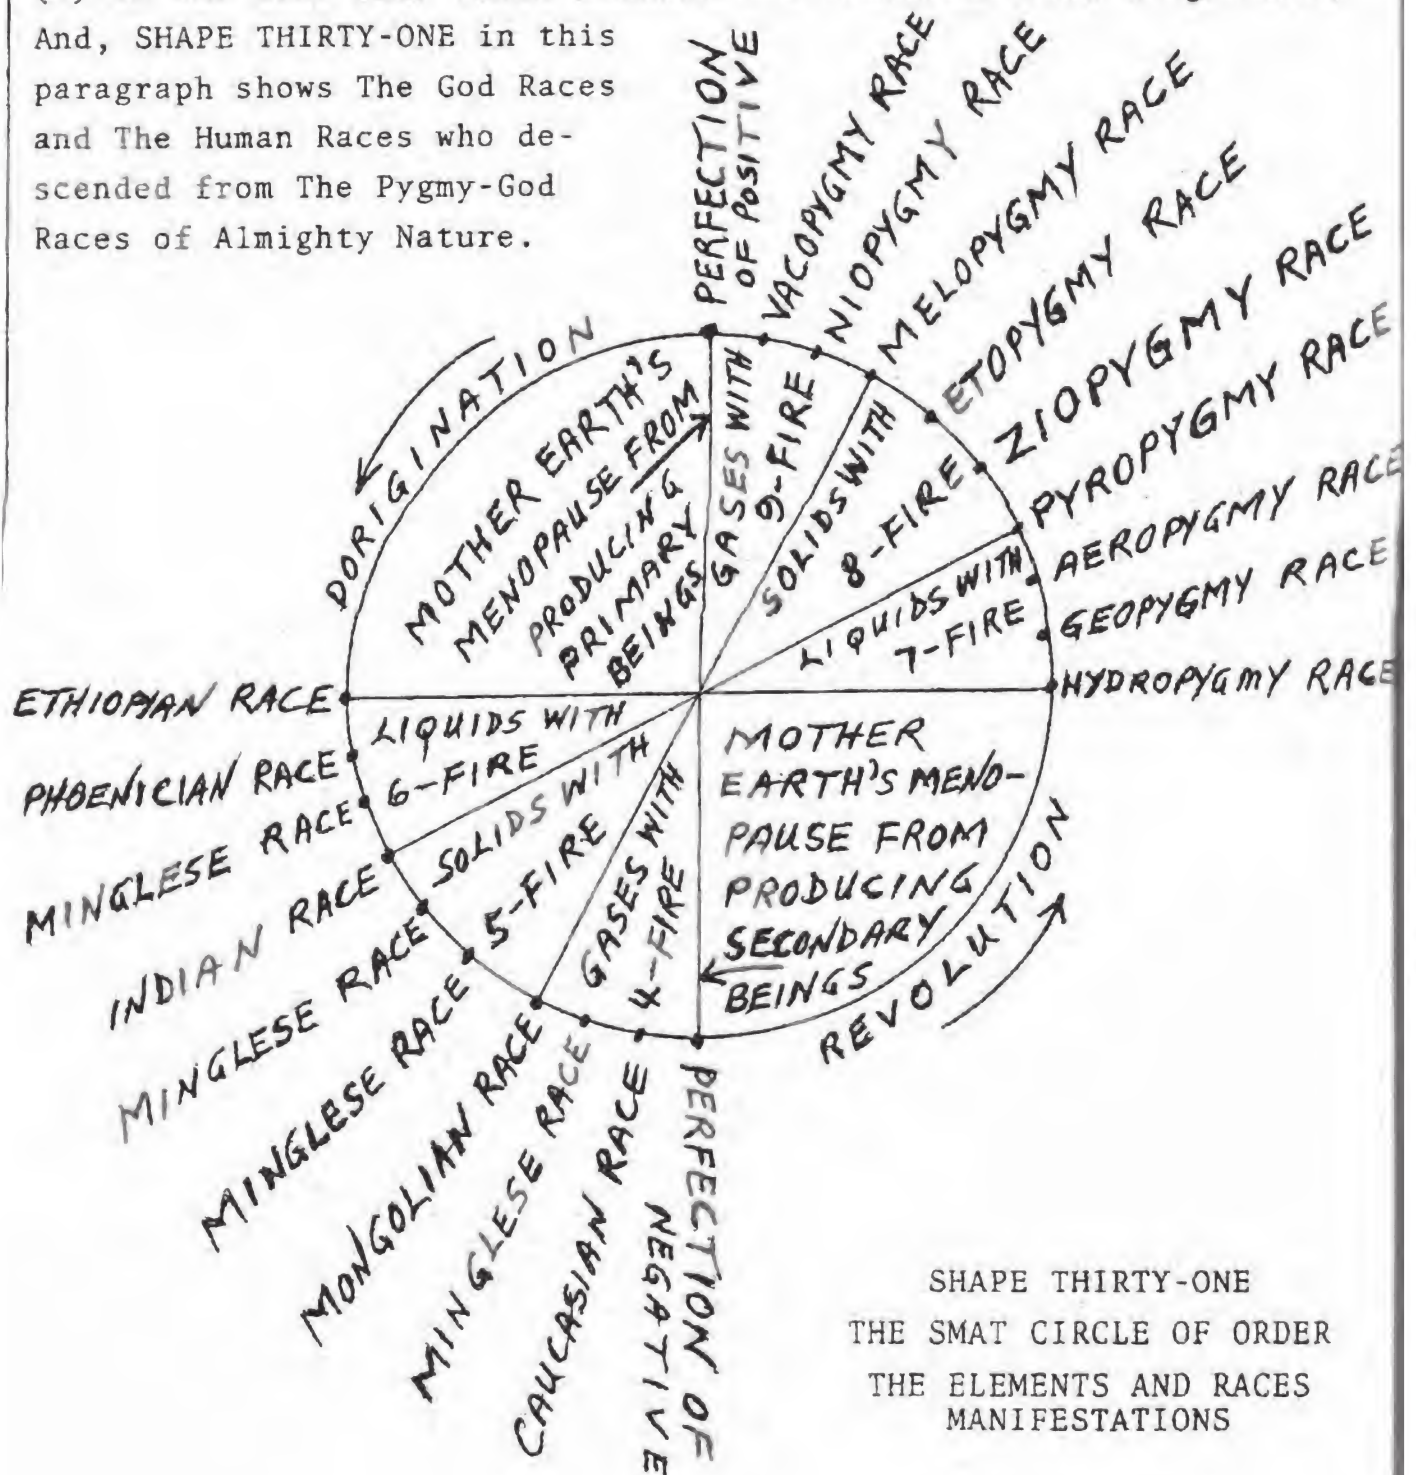 And, SHAPE THIRTY-ONE in this
paragraph shows The God Races
and The Human Races who de-
scended from The Pygmy-God
Races of Almighty Nature.
PERFECTION
OF POSITIVE
VACOPYGMY RACE
NIOPYGMY RACE
MELOPYGMY RACE
ETOPYGMY RACE
ZIOPYGMY RACE
PYROPYGMY RACE
AEROPYGMY RACE
GEOPYGMY RACE
HYDROPYGMY RACE
DORIGINATION
MOTHER EARTH'S
MENOPAUSE FROM
PRODUCING
PRIMARY
BEINGS
GASES WITH
9-FIRE
SOLIDS WITH
8-FIRE
LIQUIDS WITH
7-FIRE
ETHIOPYAN RACE
PHOENICIAN RACE
MINGLESE RACE
INDIAN RACE
MINGLESE RACE
MINGLESE RACE
MONGOLIAN RACE
MINGLESE RACE
CAUCASIAN RACE
PERFECTION OF
NEGATIVE
LIQUIDS WITH
6-FIRE
SOLIDS WITH
5-FIRE
GASES WITH
4-FIRE
MOTHER
EARTH'S MENO-
PAUSE FROM
PRODUCING
SECONDARY
BEINGS
REVOLUTION
SHAPE THIRTY-ONE
THE SMAT CIRCLE OF ORDER
THE ELEMENTS AND RACES
MANIFESTATIONS